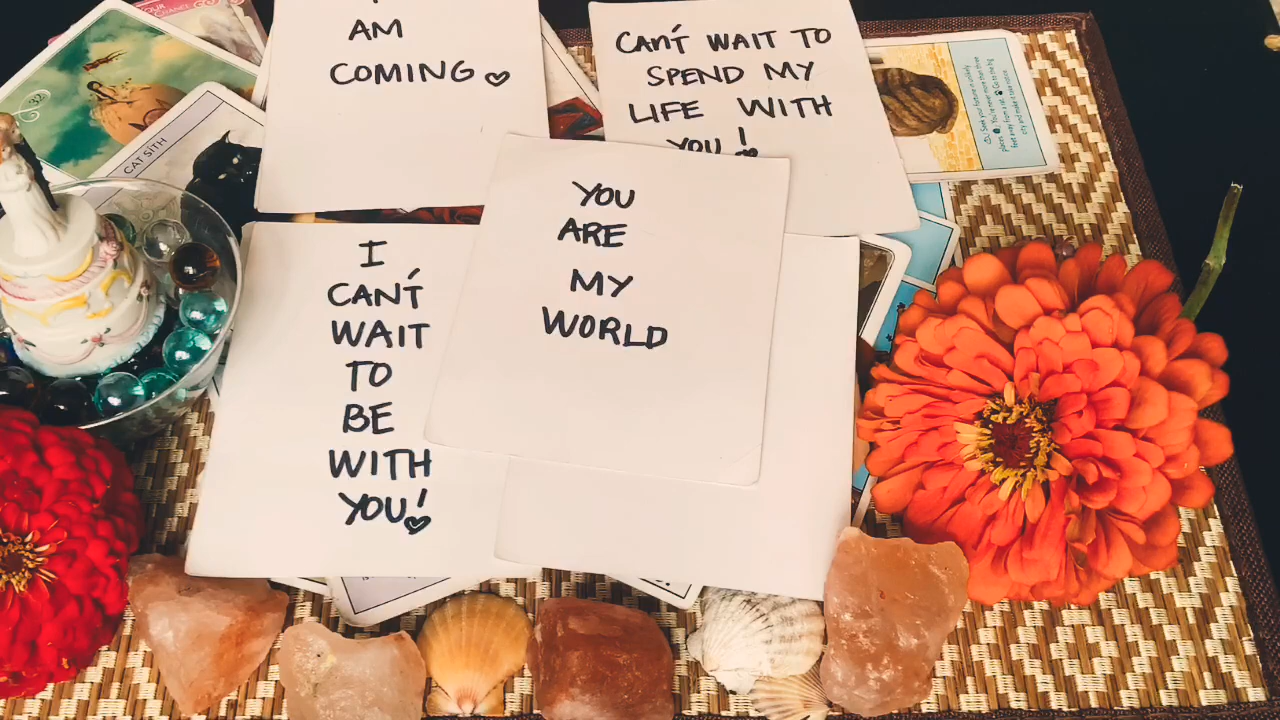 AM
COMING
CAN'T WAIT TO
SPEND MY
LIFE WITH
YOU!
YOU
ARE
MY
WORLD
I
CAN'T
WAIT
TO
BE
WITH
YOU!
32
CAT SÌTH